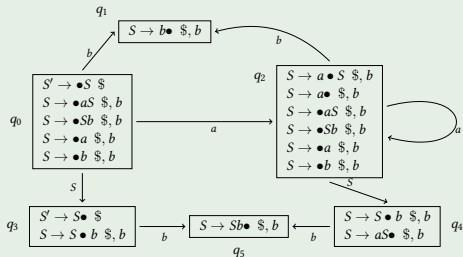 q₁
S → b● $, b
b
b
q₀
S′ → ●S $
S → ●aS $, b
S → ●Sb $, b
S → ●a $, b
S → ●b $, b
a
q₂
S → a ● S $, b
S → a● $, b
S → ●aS $, b
S → ●Sb $, b
S → ●a $, b
S → ●b $, b
a
S
S
q₃
S′ → S● $
S → S ● b $, b
b
S → Sb● $, b
q₅
b
S → S ● b $, b
S → aS● $, b
q₄